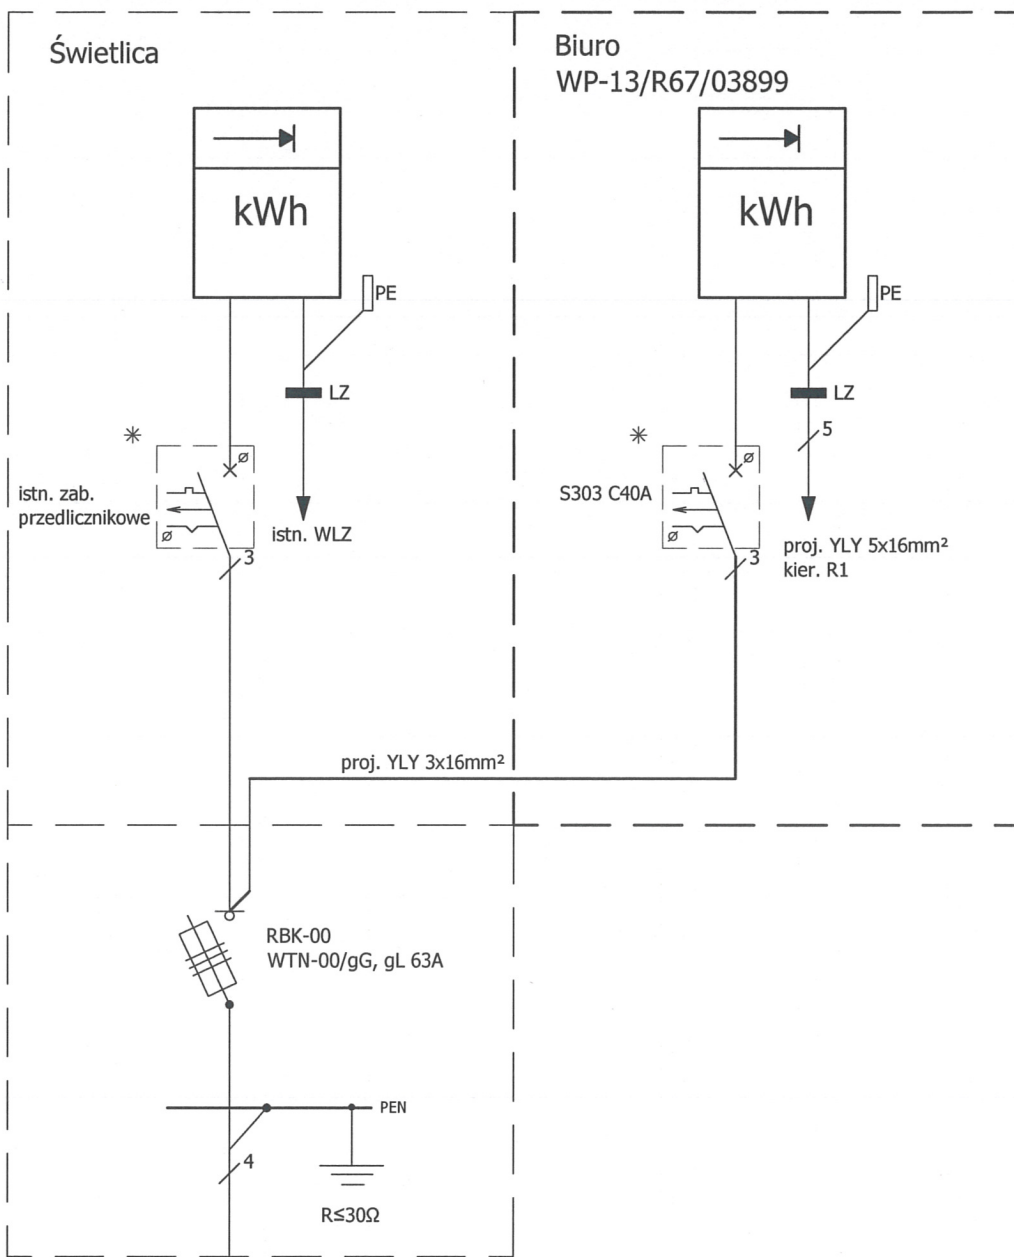 Świetlica
kWh
PE
LZ
*
istn. zab.
przedlicznikowe
ø
ø
3
istn. WLZ
Biuro
WP-13/R67/03899
kWh
PE
LZ
5
*
S303 C40A
ø
ø
3
proj. YLY 5x16mm²
kier. R1
proj. YLY 3x16mm²
RBK-00
WTN-00/gG, gL 63A
PEN
4
R≤30Ω